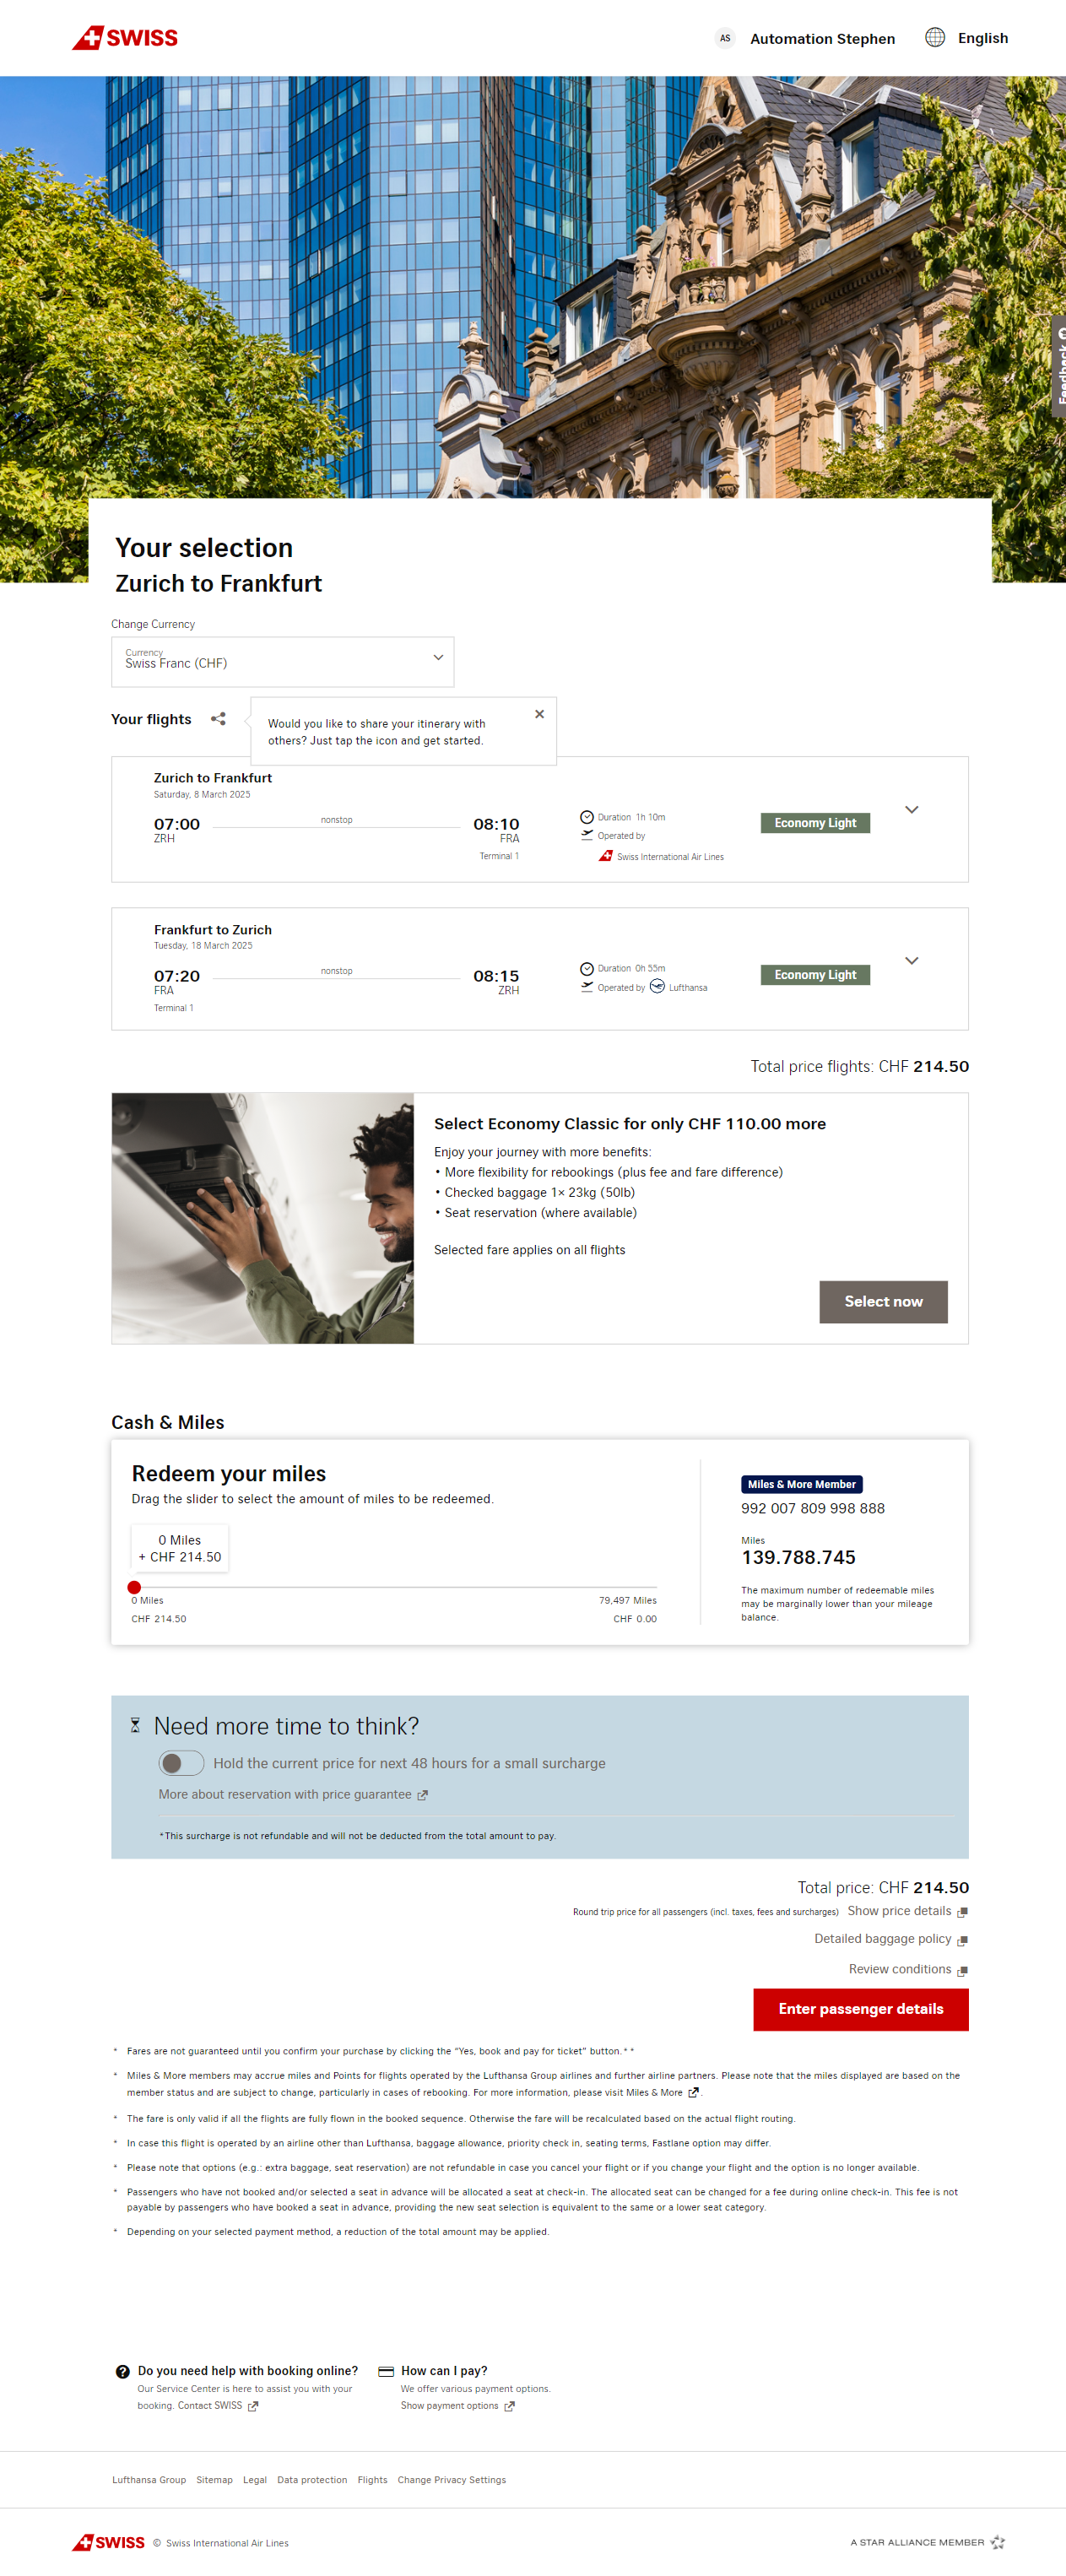 SWISS
AS Automation Stephen English
Feedback
Your selection
Zurich to Frankfurt
Change Currency
Currency
Swiss Franc (CHF)
Your flights
Would you like to share your itinerary with
others? Just tap the icon and get started.
Zurich to Frankfurt
Saturday, 8 March 2025
07:00 nonstop 08:10
ZRH FRA
Terminal 1
Duration 1h 10m
Operated by
Swiss International Air Lines
Economy Light
Frankfurt to Zurich
Tuesday, 18 March 2025
07:20 nonstop 08:15
FRA ZRH
Terminal 1
Duration 0h 55m
Operated by Lufthansa
Economy Light
Total price flights: CHF 214.50
Select Economy Classic for only CHF 110.00 more
Enjoy your journey with more benefits:
• More flexibility for rebookings (plus fee and fare difference)
• Checked baggage 1× 23kg (50lb)
• Seat reservation (where available)
Selected fare applies on all flights
Select now
Cash & Miles
Redeem your miles
Drag the slider to select the amount of miles to be redeemed.
0 Miles
+ CHF 214.50
0 Miles 79,497 Miles
CHF 214.50 CHF 0.00
Miles & More Member
992 007 809 998 888
Miles
139.788.745
The maximum number of redeemable miles
may be marginally lower than your mileage
balance.
Need more time to think?
Hold the current price for next 48 hours for a small surcharge
More about reservation with price guarantee
*This surcharge is not refundable and will not be deducted from the total amount to pay.
Total price: CHF 214.50
Round trip price for all passengers (incl. taxes, fees and surcharges) Show price details
Detailed baggage policy
Review conditions
Enter passenger details
* Fares are not guaranteed until you confirm your purchase by clicking the “Yes, book and pay for ticket” button.**
* Miles & More members may accrue miles and Points for flights operated by the Lufthansa Group airlines and further airline partners. Please note that the miles displayed are based on the
member status and are subject to change, particularly in cases of rebooking. For more information, please visit Miles & More .
* The fare is only valid if all the flights are fully flown in the booked sequence. Otherwise the fare will be recalculated based on the actual flight routing.
* In case this flight is operated by an airline other than Lufthansa, baggage allowance, priority check in, seating terms, Fastlane option may differ.
* Please note that options (e.g.: extra baggage, seat reservation) are not refundable in case you cancel your flight or if you change your flight and the option is no longer available.
* Passengers who have not booked and/or selected a seat in advance will be allocated a seat at check-in. The allocated seat can be changed for a fee during online check-in. This fee is not
payable by passengers who have booked a seat in advance, providing the new seat selection is equivalent to the same or a lower seat category.
* Depending on your selected payment method, a reduction of the total amount may be applied.
Do you need help with booking online?
Our Service Center is here to assist you with your
booking. Contact SWISS
How can I pay?
We offer various payment options.
Show payment options
Lufthansa Group Sitemap Legal Data protection Flights Change Privacy Settings
SWISS © Swiss International Air Lines
A STAR ALLIANCE MEMBER